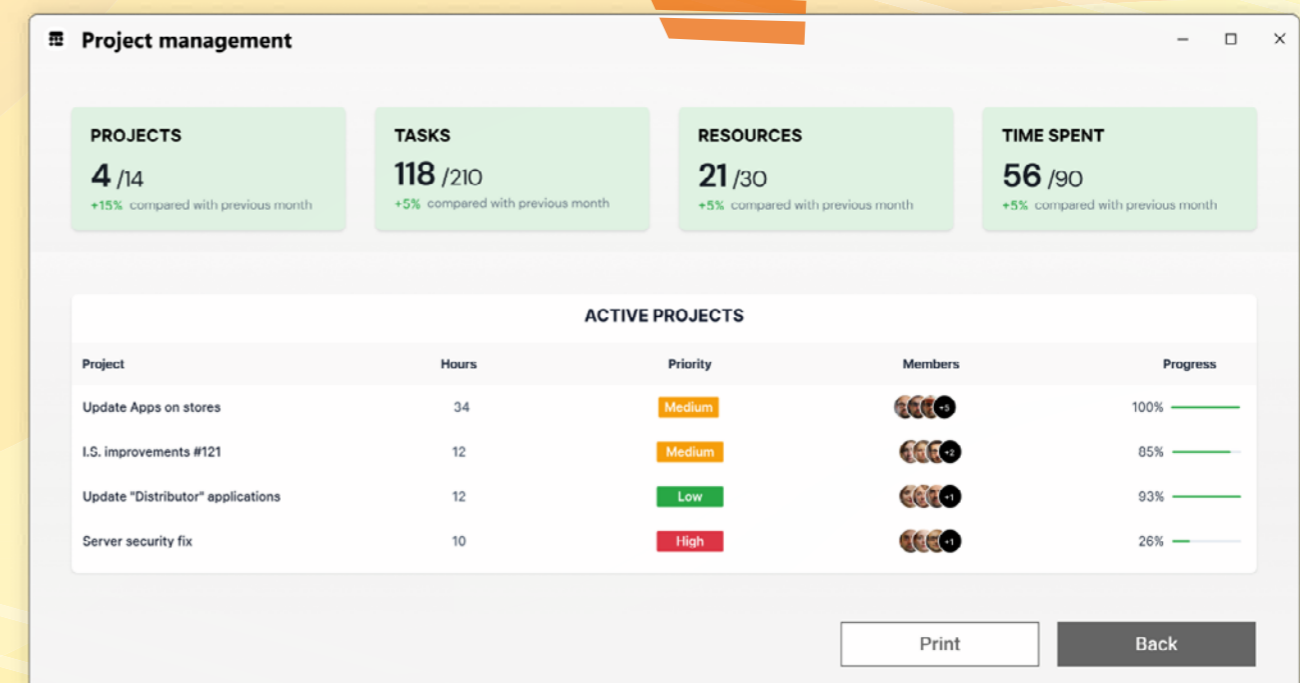 Project management
PROJECTS
4 /14
+15% compared with previous month
TASKS
118 /210
+5% compared with previous month
RESOURCES
21 /30
+5% compared with previous month
TIME SPENT
56 /90
+5% compared with previous month
ACTIVE PROJECTS
Project Hours Priority Members Progress
Update Apps on stores 34 Medium +5 100%
I.S. improvements #121 12 Medium +2 85%
Update "Distributor" applications 12 Low +1 93%
Server security fix 10 High +1 26%
Print Back